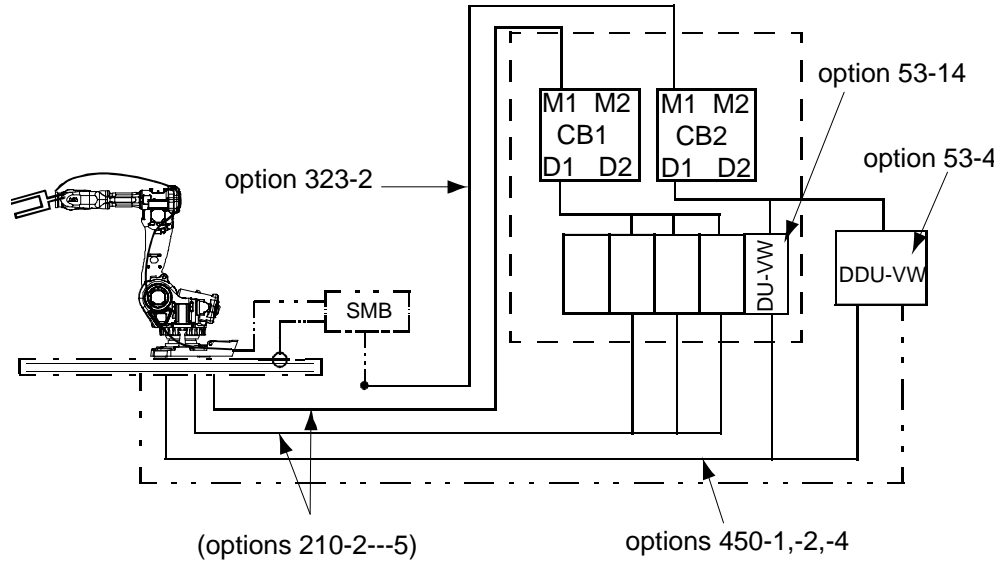 option 53-14
M1 M2
CB1
D1 D2
M1 M2
CB2
D1 D2
option 53-4
option 323-2
DU-VW
DDU-VW
SMB
(options 210-2---5)
options 450-1,-2,-4